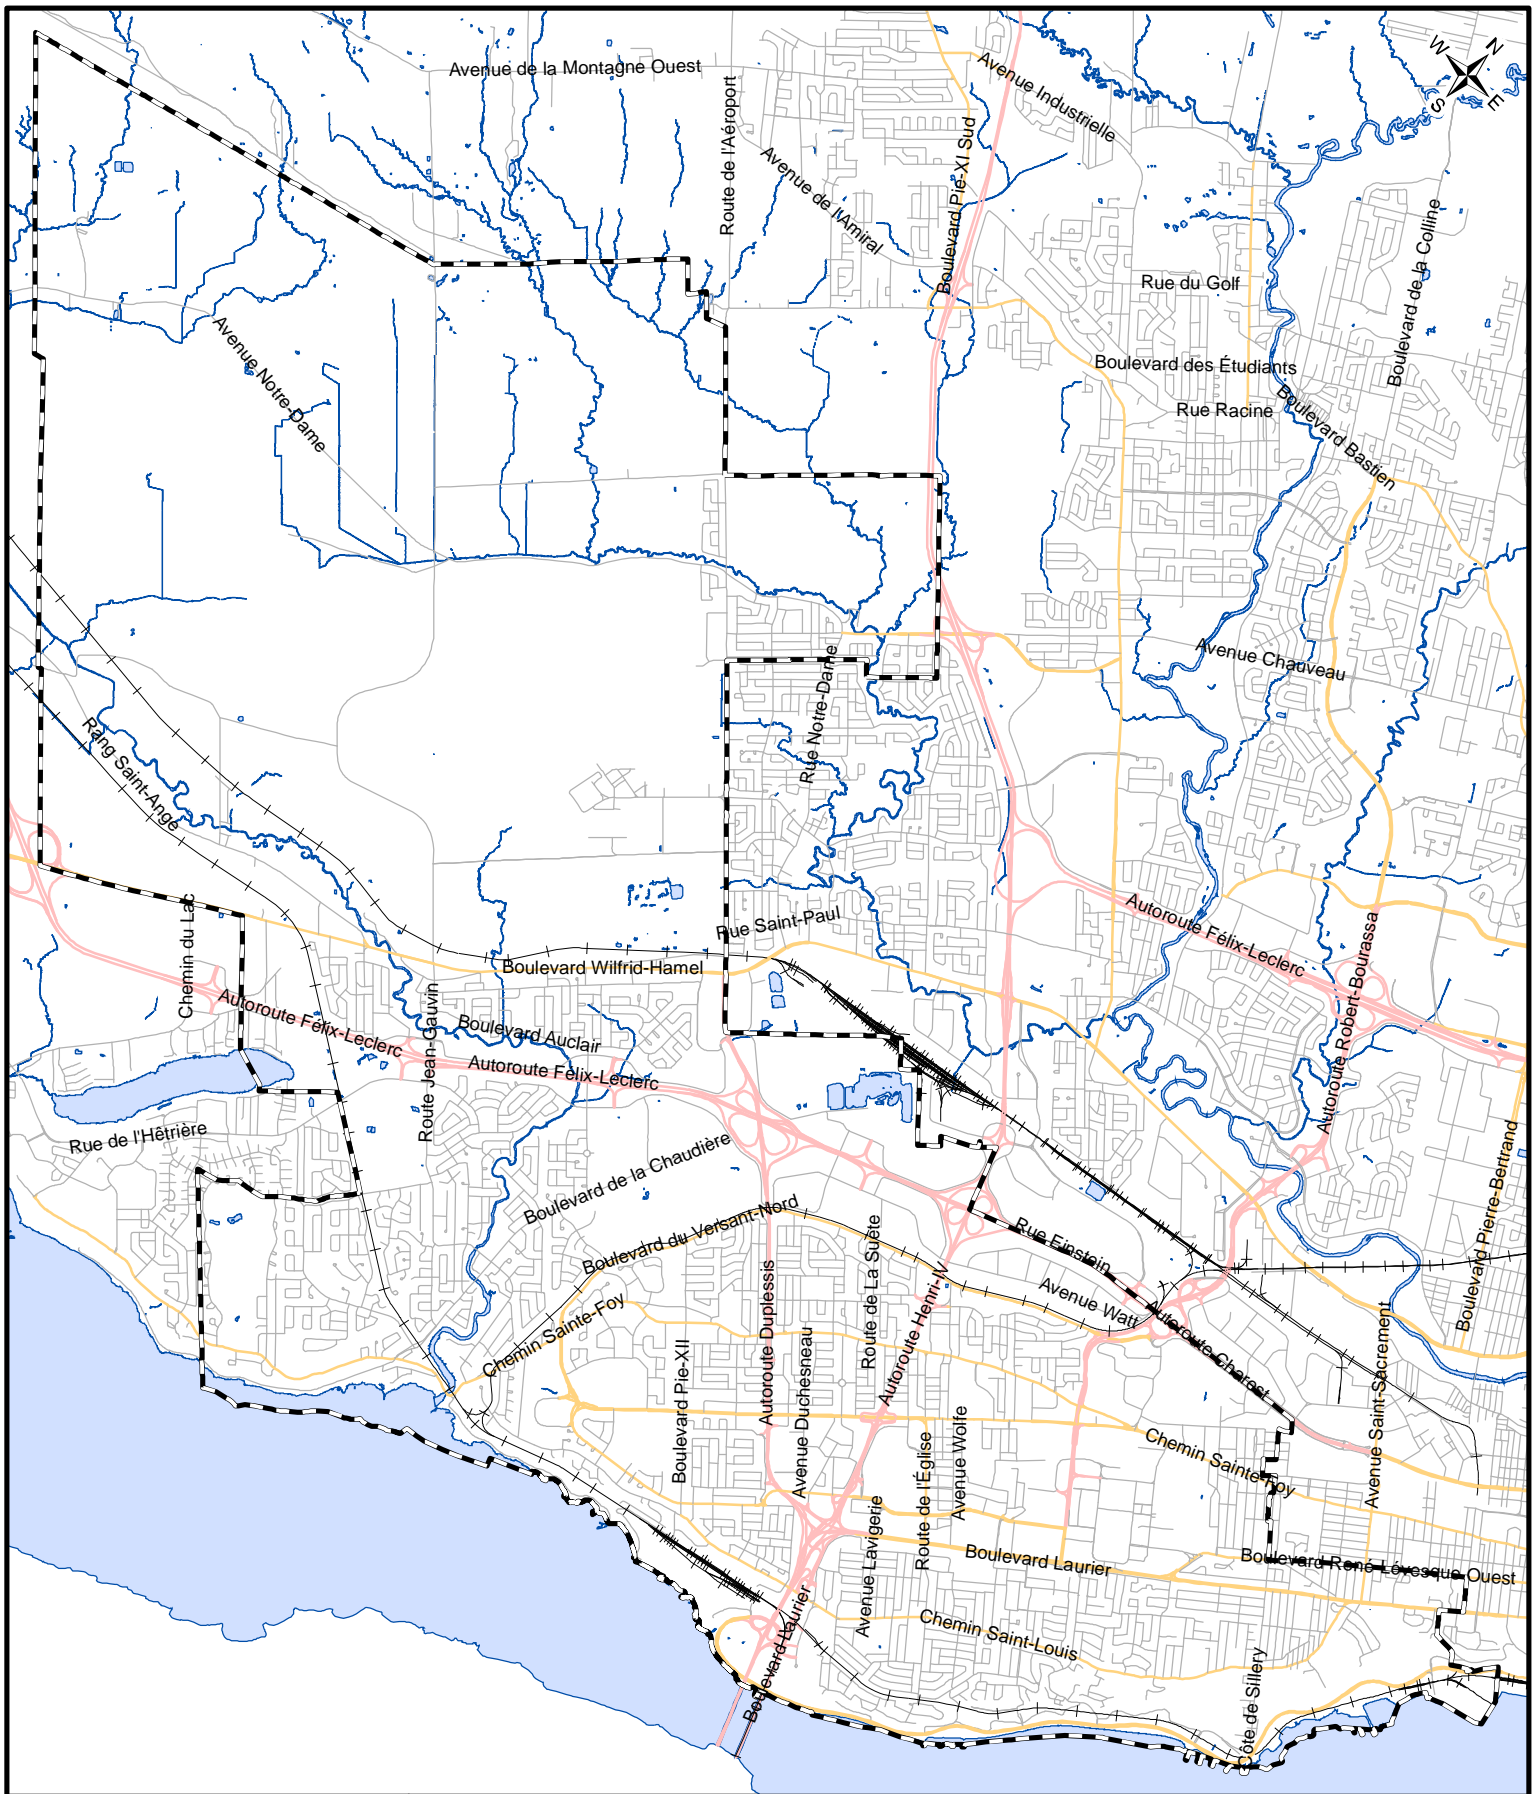 N
W
E
S
Avenue Industrielle
Avenue de la Montagne Ouest
Route de l'Aéroport
Boulevard Pie-XI Sud
Avenue de l'Amiral
Boulevard de la Colline
Rue du Golf
Boulevard des Étudiants
Avenue Notre-Dame
Rue Racine
Boulevard Bastien
Avenue Chauveau
Rue Notre-Dame
Rang Saint-Ange
Chemin du Lac
Rue Saint-Paul
Autoroute Félix-Leclerc
Autoroute Robert-Bourassa
Boulevard Wilfrid-Hamel
Autoroute Félix-Leclerc
Route Jean-Gauvin
Boulevard Auclair
Autoroute Félix-Leclerc
Rue de l'Hêtrière
Boulevard de la Chaudière
Boulevard Pierre-Bertrand
Boulevard du Versant-Nord
Route de La Suête
Rue Einstein
Avenue Watt
Autoroute Henri-IV
Autoroute Duplessis
Chemin Sainte-Foy
Autoroute Charest
Avenue Saint-Sacrement
Boulevard Pie-XII
Avenue Duchesneau
Avenue Wolfe
Route de l'Église
Chemin Sainte-Foy
Avenue Lavigerie
Boulevard Laurier
Boulevard René-Lévesque Ouest
Chemin Saint-Louis
Boulevard Laurier
Côte de Sillery